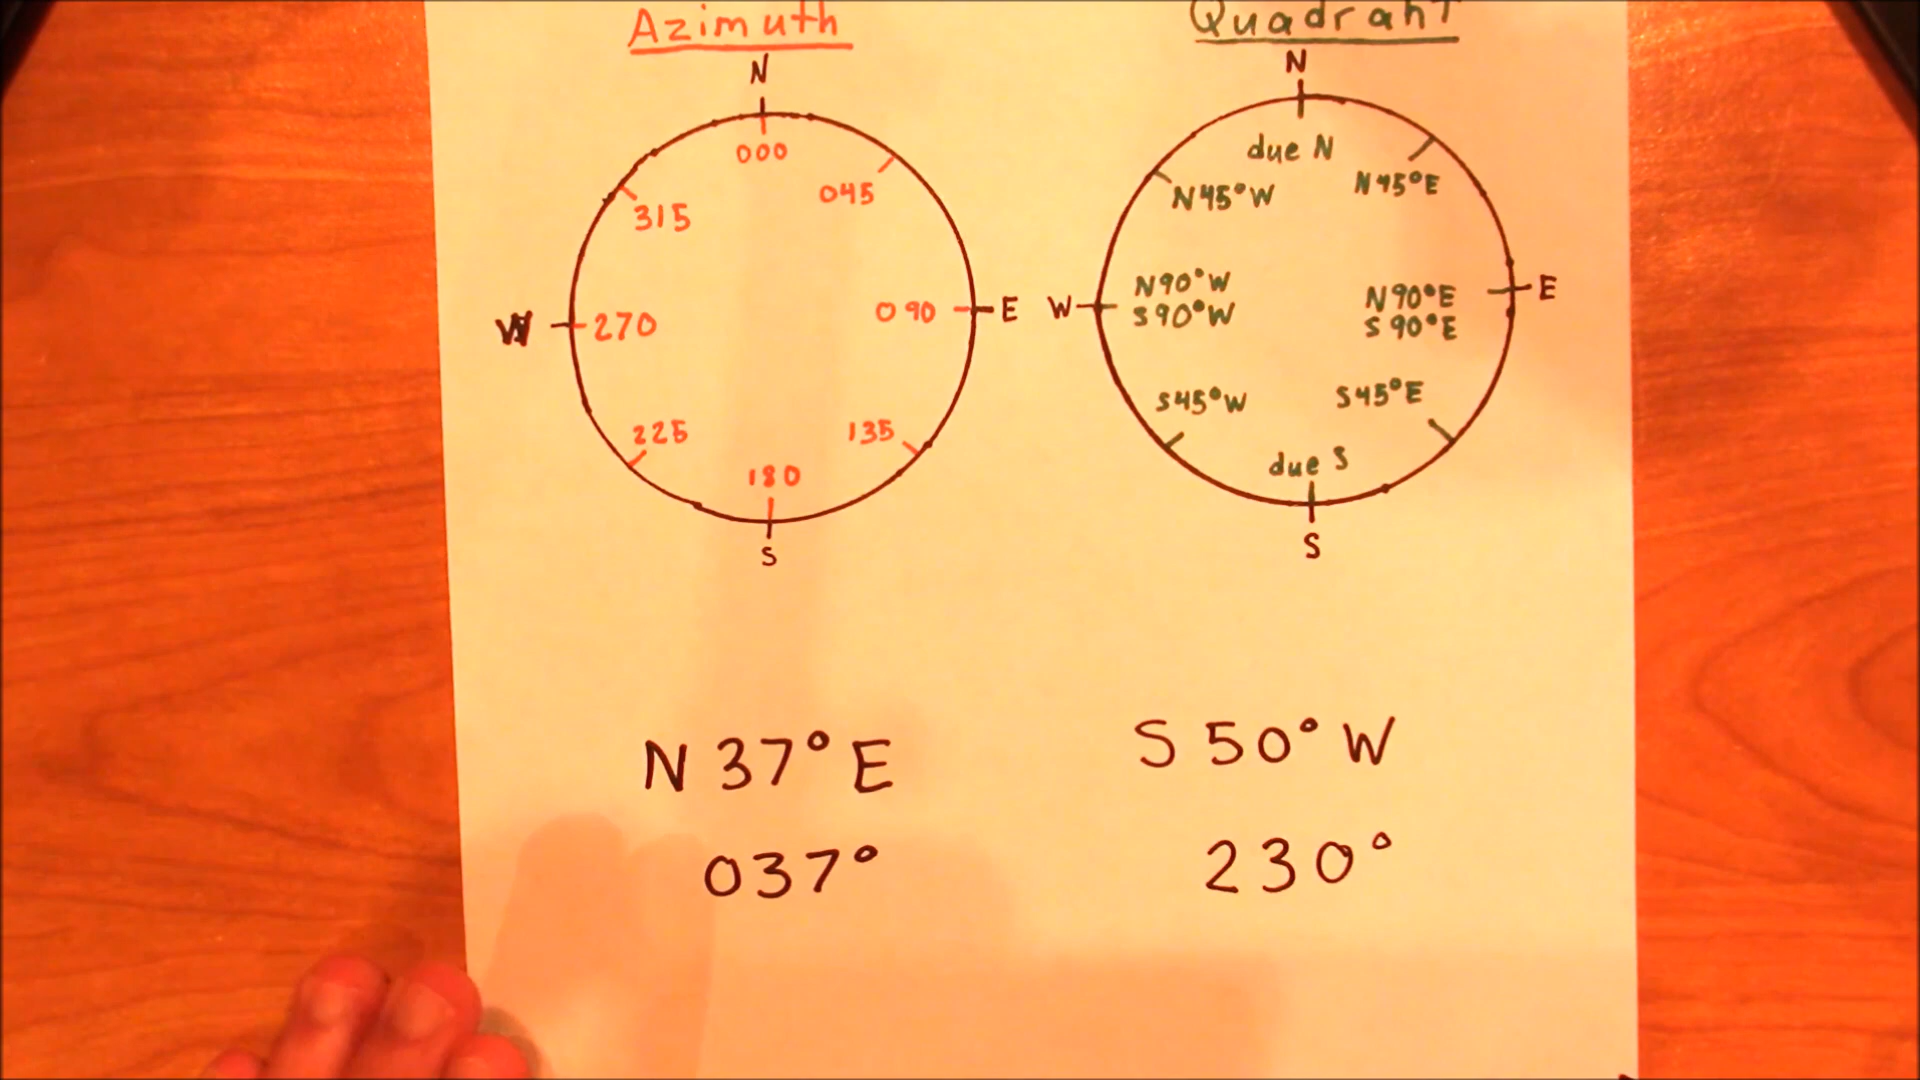 Azimuth
N
000
045
315
W
270
090
E
225
135
180
S
Quadrant
N
due N
N45°W
N45°E
W
N90°W
S90°W
N90°E
S90°E
E
S45°W
S45°E
due S
S
N 37° E
037°
S 50° W
230°